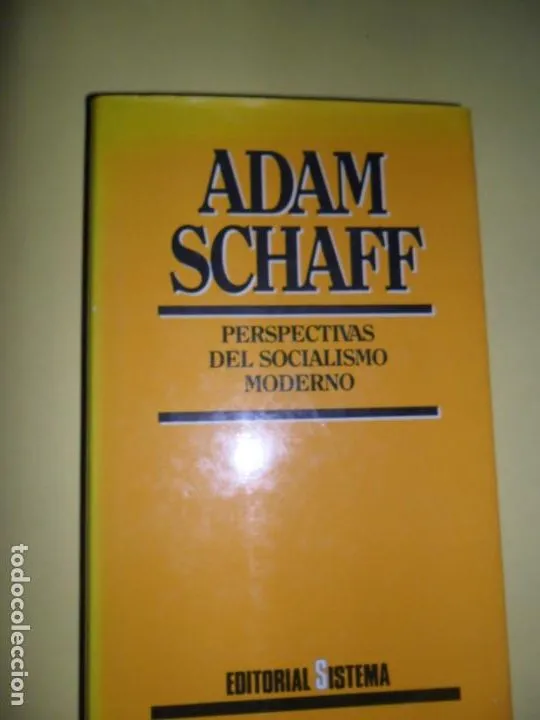 ADAM
SCHAFF
PERSPECTIVAS
DEL SOCIALISMO
MODERNO
EDITORIAL SISTEMA
todocoleccion